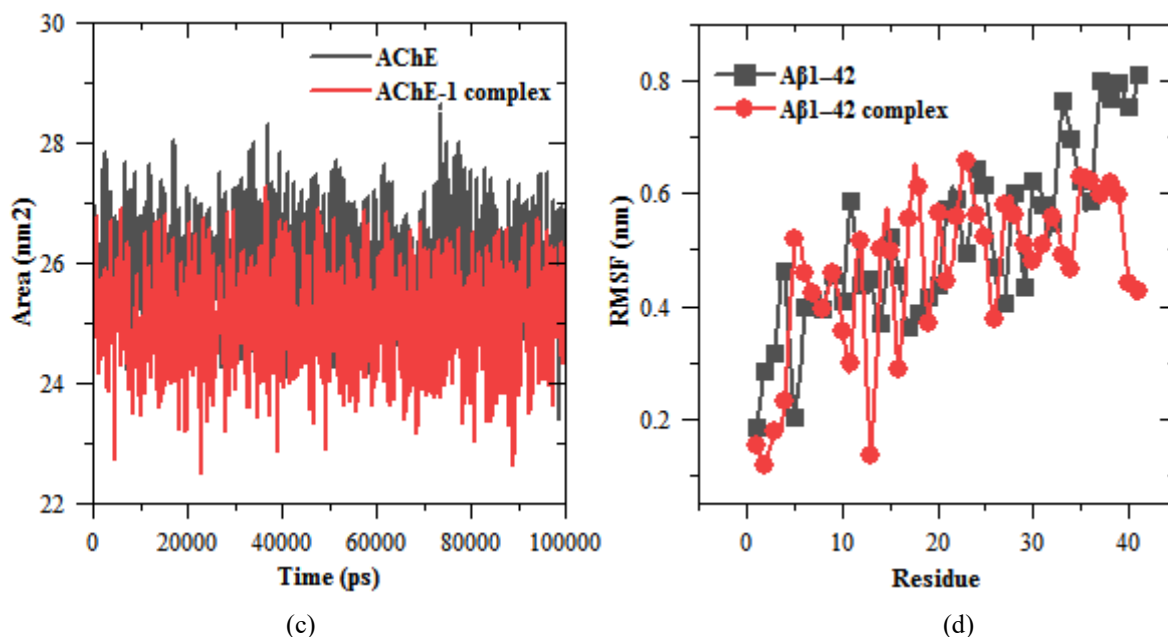 30
28
26
24
22
Area (nm2)
AChE
AChE-1 complex
0 20000 40000 60000 80000 100000
Time (ps)
(c)
0.8
0.6
0.4
0.2
RMSF (nm)
Aβ1–42
Aβ1–42 complex
0 10 20 30 40
Residue
(d)